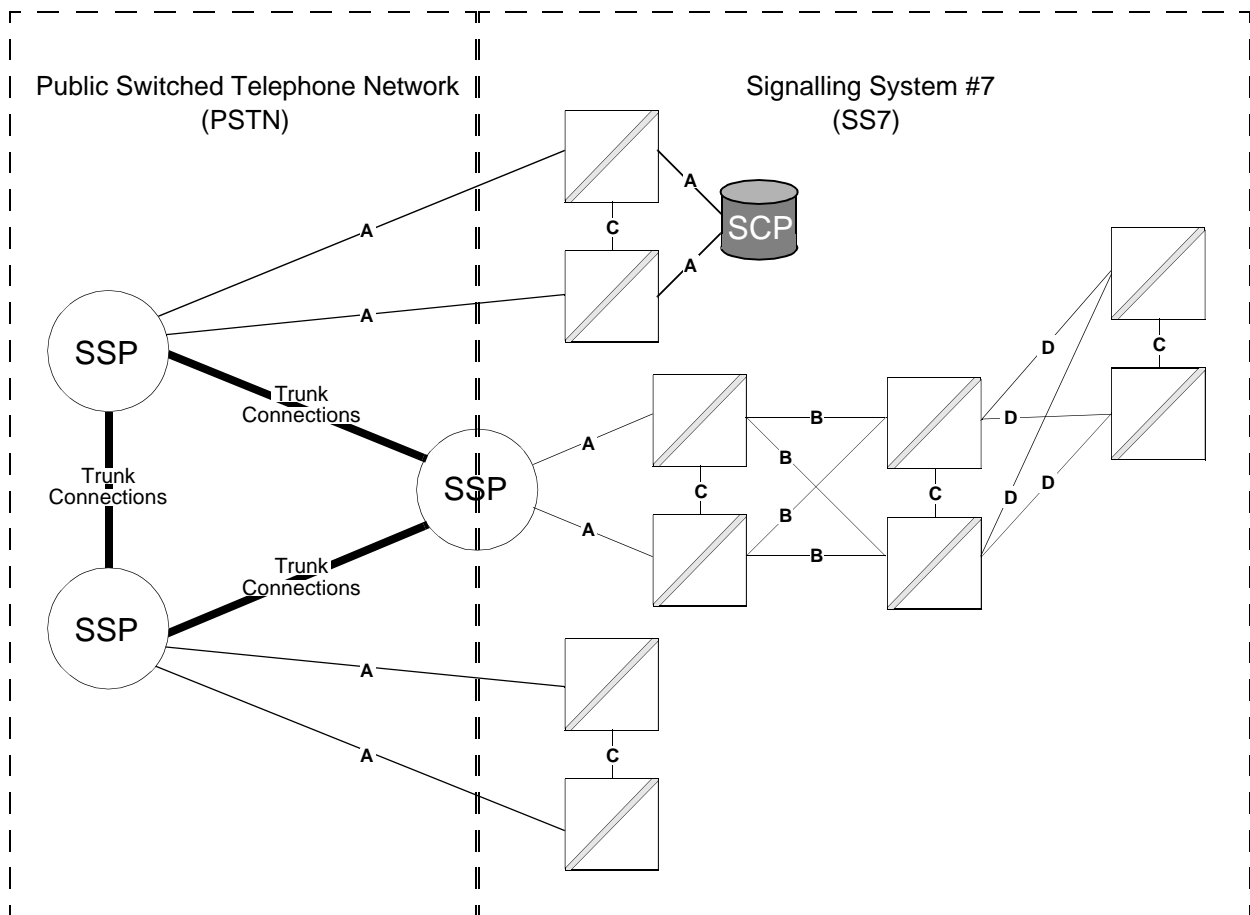 Public Switched Telephone Network
(PSTN)
Signalling System #7
(SS7)
A
A
C
SCP
A
A
SSP
Trunk
Connections
D
C
SSP
A
B
D
Trunk
Connections
B
C
C
D
D
B
A
B
Trunk
Connections
SSP
A
C
A